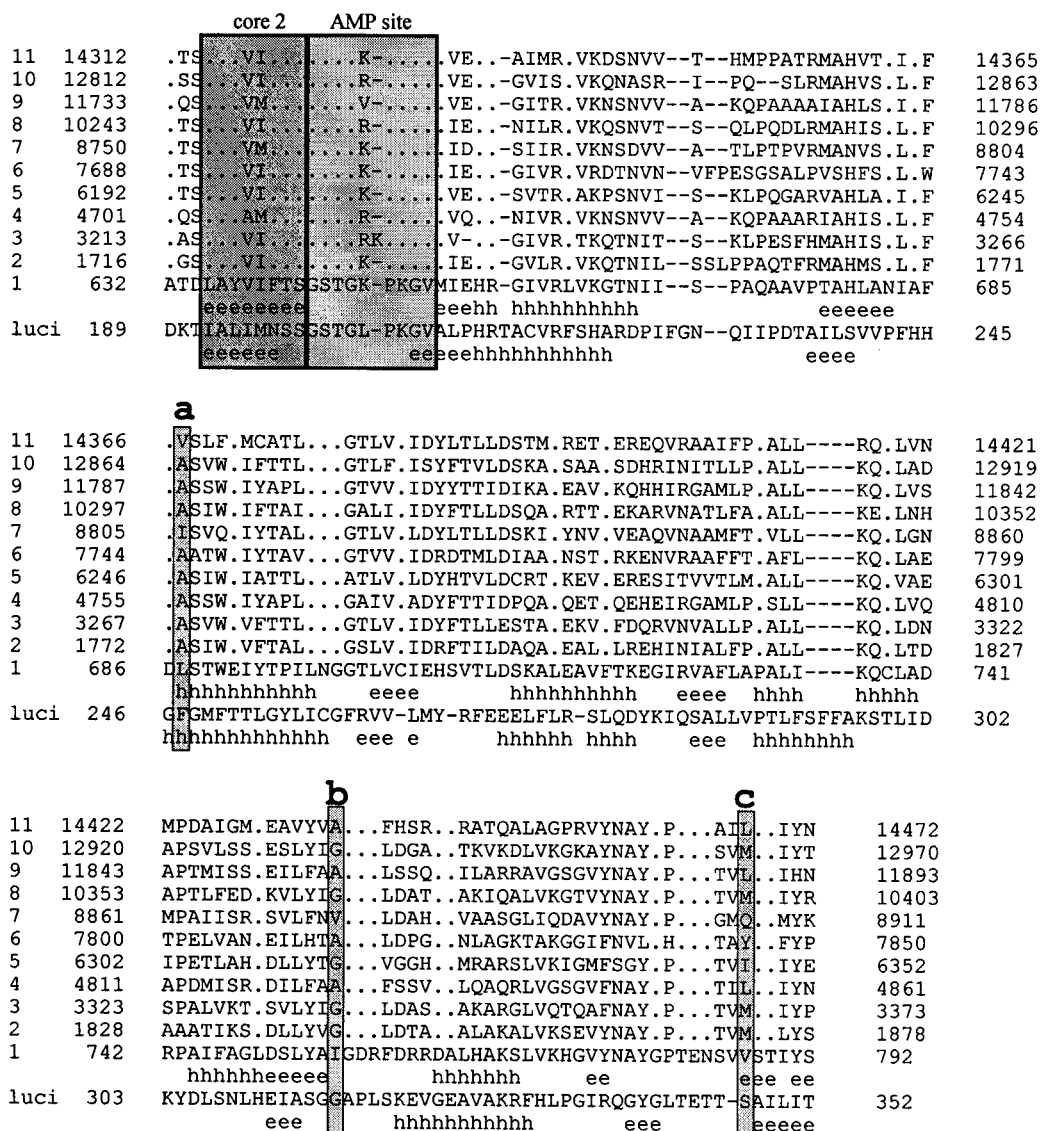 core 2 AMP site
11 14312 .TS...VI.......K-.....VE..-AIMR.VKDSNVV--T--HMPPATRMAHVT.I.F 14365
10 12812 .SS...VI.......R-.....VE..-GVIS.VKQNASR--I--PQ--SLRMAHVS.L.F 12863
9 11733 .QS...VM.......V-.....VE..-GITR.VKNSNVV--A--KQPAAAAIAHLS.I.F 11786
8 10243 .TS...VI.......R-.....IE..-NILR.VKQSNVT--S--QLPQDLRMAHIS.L.F 10296
7 8750 .TS...VM.......K-.....ID..-SIIR.VKNSDVV--A--TLPTPVRMANVS.L.F 8804
6 7688 .TS...VI.......K-.....IE..-GIVR.VRDTNVN--VFPESGSALPVSHFS.L.W 7743
5 6192 .TS...VI.......K-.....VE..-SVTR.AKPSNVI--S--KLPQGARVAHLA.I.F 6245
4 4701 .QS...AM.......R-.....VQ..-NIVR.VKNSNVV--A--KQPAAARIAHIS.L.F 4754
3 3213 .AS...VI.......RK.....V-..-GIVR.TKQTNIT--S--KLPESFHMAHIS.L.F 3266
2 1716 .GS...VI.......K-.....IE..-GVLR.VKQTNIL--SSLPPAQTFRMAHMS.L.F 1771
1 632 ATDLAYVIFTSGSTGK-PKGVMIEHR-GIVRLVKGTNII--S--PAQAAVPTAHLANIAF 685
eeeeeeeee eeehh hhhhhhhhhh eeeeee
luci 189 DKTIALIMNSSGSTGL-PKGVALPHRTACVRFSHARDPIFGN--QIIPDTAILSVVPFHH 245
eeeeee eeeeehhhhhhhhhhhh eeee
a
11 14366 .VSLF.MCATL...GTLV.IDYLTLLDSTM.RET.EREQVRAAIFP.ALL----RQ.LVN 14421
10 12864 .ASVW.IFTTL...GTLF.ISYFTVLDSKA.SAA.SDHRINITLLP.ALL----KQ.LAD 12919
9 11787 .ASSW.IYAPL...GTVV.IDYYTTIDIKA.EAV.KQHHIRGAMLP.ALL----KQ.LVS 11842
8 10297 .ASIW.IFTAI...GALI.IDYFTLLDSQA.RTT.EKARVNATLFA.ALL----KE.LNH 10352
7 8805 .ISVQ.IYTAL...GTLV.LDYLTLLDSKI.YNV.VEAQVNAAMFT.VLL----KQ.LGN 8860
6 7744 .AATW.IYTAV...GTVV.IDRDTMLDIAA.NST.RKENVRAAFFT.AFL----KQ.LAE 7799
5 6246 .ASIW.IATTL...ATLV.LDYHTVLDCRT.KEV.ERESITVVTLM.ALL----KQ.VAE 6301
4 4755 .ASSW.IYAPL...GAIV.ADYFTTIDPQA.QET.QEHEIRGAMLP.SLL----KQ.LVQ 4810
3 3267 .ASVW.VFTTL...GTLV.IDYFTLLESTA.EKV.FDQRVNVALLP.ALL----KQ.LDN 3322
2 1772 .ASIW.VFTAL...GSLV.IDRFTILDAQA.EAL.LREHINIALFP.ALL----KQ.LTD 1827
1 686 DLSTWEIYTPILNGGTLVCIEHSVTLDSKALEAVFTKEGIRVAFLAPALI----KQCLAD 741
hhhhhhhhhhh eeee hhhhhhhhhh eeee hhhh hhhhh
luci 246 GFGMFTTLGYLICGFRVV-LMY-RFEEELFLR-SLQDYKIQSALLVPTLFSFFAKSTLID 302
hhhhhhhhhhhh eee e hhhhhh hhhh eee hhhhhhhh
b c
11 14422 MPDAIGM.EAVYVA...FHSR..RATQALAGPRVYNAY.P...AIL..IYN 14472
10 12920 APSVLSS.ESLYIG...LDGA..TKVKDLVKGKAYNAY.P...SVM..IYT 12970
9 11843 APTMISS.EILFAA...LSSQ..ILARRAVGSGVYNAY.P...TVL..IHN 11893
8 10353 APTLFED.KVLYIG...LDAT..AKIQALVKGTVYNAY.P...TVM..IYR 10403
7 8861 MPAIISR.SVLFNV...LDAH..VAASGLIQDAVYNAY.P...GMQ..MYK 8911
6 7800 TPELVAN.EILHTA...LDPG..NLAGKTAKGGIFNVL.H...TAY..FYP 7850
5 6302 IPETLAH.DLLYTG...VGGH..MRARSLVKIGMFSGY.P...TVI..IYE 6352
4 4811 APDMISR.DILFAA...FSSV..LQAQRLVGSGVFNAY.P...TIL..IYN 4861
3 3323 SPALVKT.SVLYIG...LDAS..AKARGLVQTQAFNAY.P...TVM..IYP 3373
2 1828 AAATIKS.DLLYVG...LDTA..ALAKALVKSEVYNAY.P...TVM..LYS 1878
1 742 RPAIFAGLDSLYAIGDRFDRRDALHAKSLVKHGVYNAYGPTENSVVSTIYS 792
hhhhhheeeee hhhhhhhh ee eee ee
luci 303 KYDLSNLHEIASGGAPLSKEVGEAVAKRFHLPGIRQGYGLTETT-SAILIT 352
eee hhhhhhhhhhhhh eee eeeee